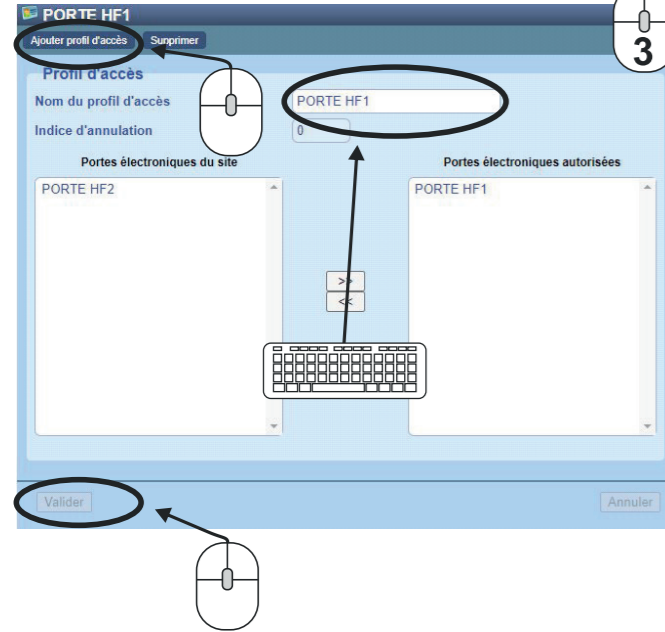 PORTE HF1
3
Ajouter profil d'accès Supprimer
Profil d'accès
Nom du profil d'accès PORTE HF1
Indice d'annulation 0
Portes électroniques du site Portes électroniques autorisées
PORTE HF2 PORTE HF1
>>
<<
Valider Annuler